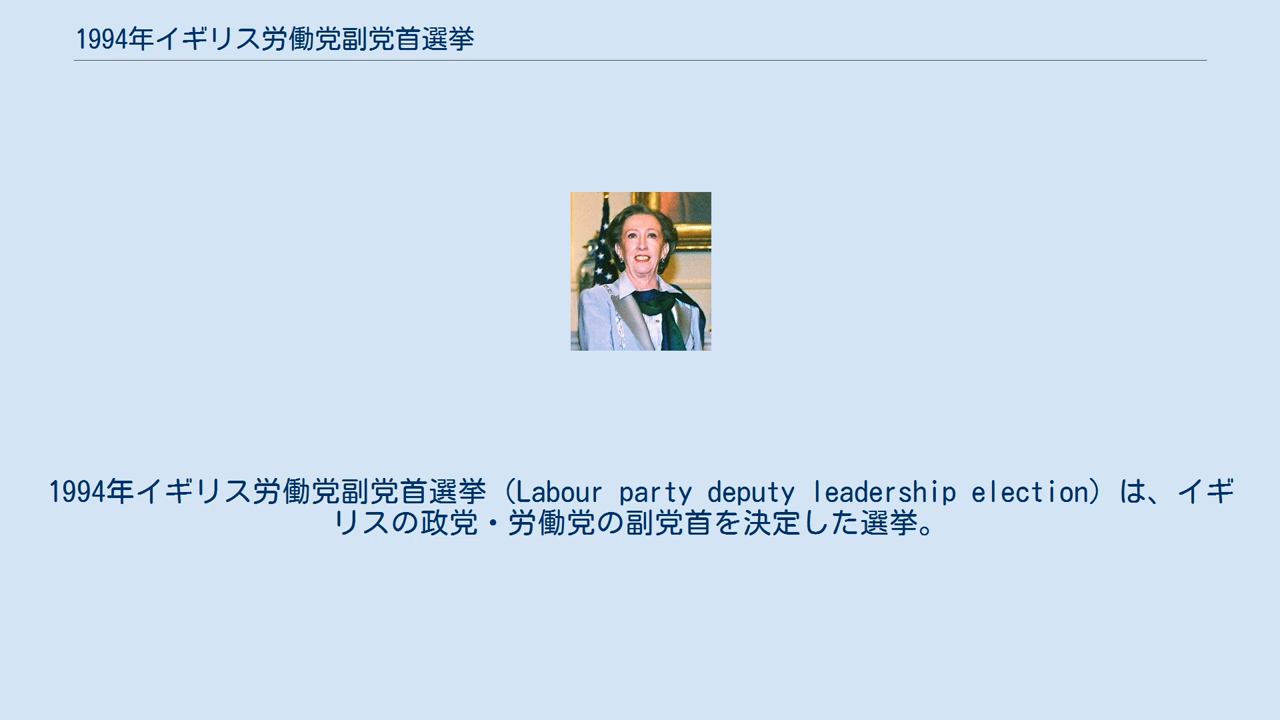 1994年イギリス労働党副党首選挙
1994年イギリス労働党副党首選挙（Labour party deputy leadership election）は、イギ
リスの政党・労働党の副党首を決定した選挙。